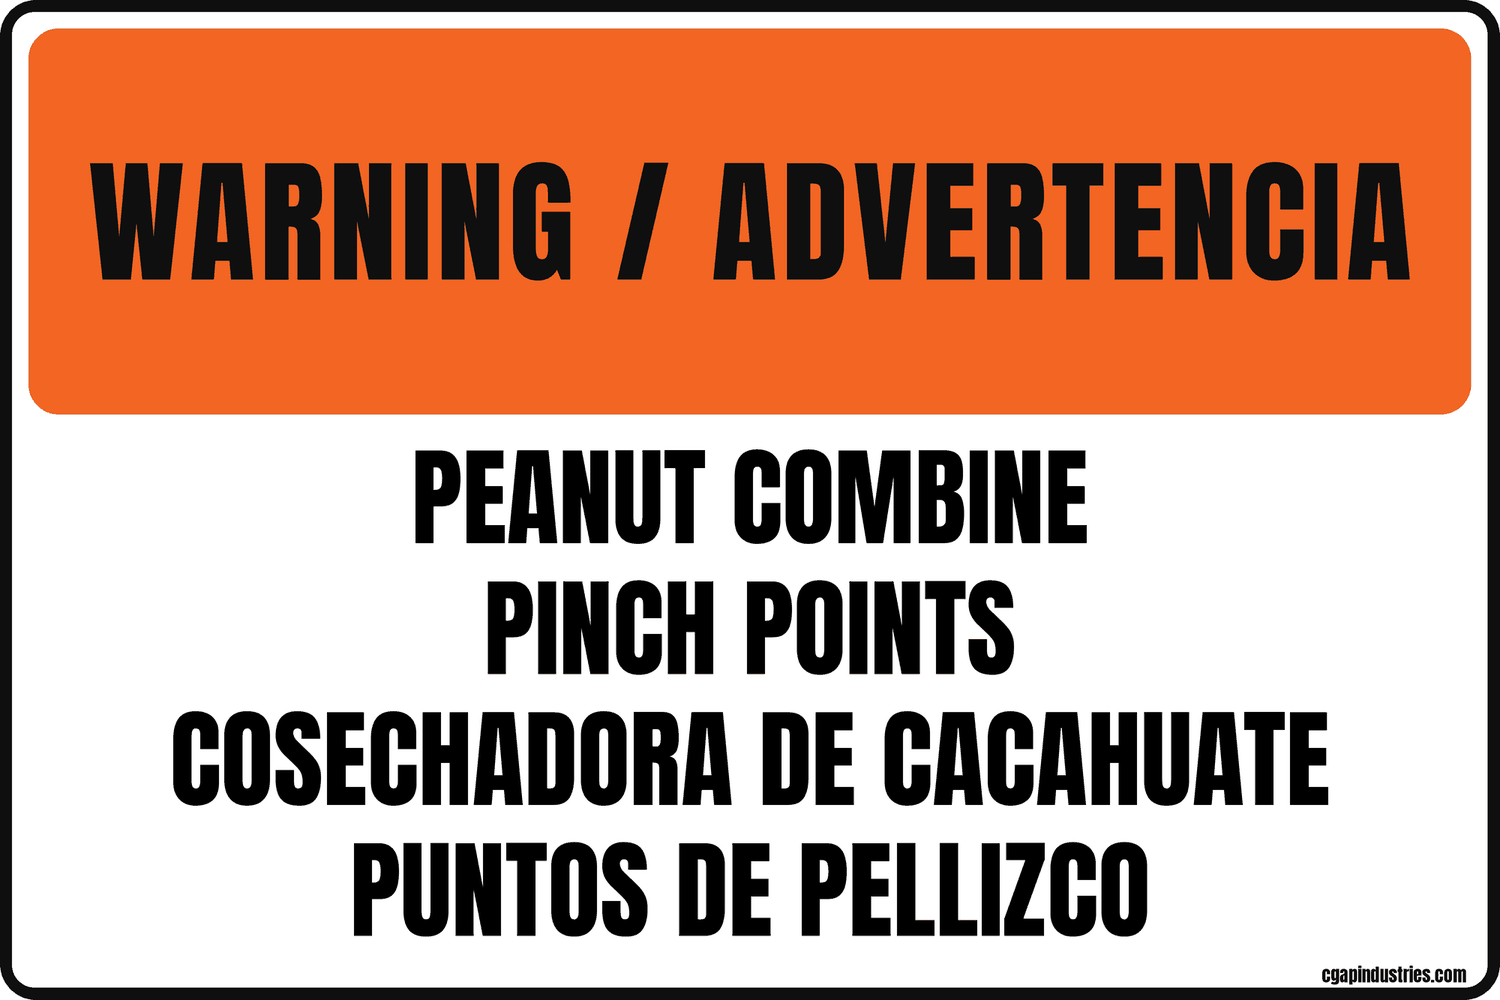 WARNING / ADVERTENCIA
PEANUT COMBINE
PINCH POINTS
COSECHADORA DE CACAHUATE
PUNTOS DE PELLIZCO
cgapindustries.com